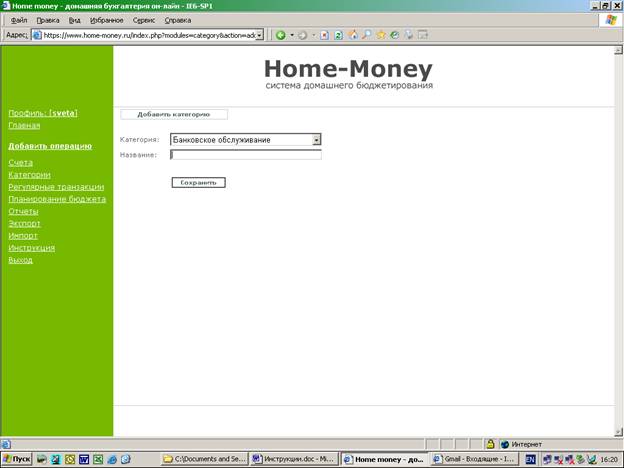 Home money - домашняя бухгалтерия он-лайн - IE6-SP1
Файл Правка Вид Избранное Сервис Справка
Адрес: https://www.home-money.ru/index.php?modules=category&action=adc
Home-Money
система домашнего бюджетирования
Профиль: [sveta]
Главная
Добавить операцию
Счета
Категории
Регулярные транзакции
Планирование бюджета
Отчеты
Экспорт
Импорт
Инструкция
Выход
Добавить категорию
Категория: Банковское обслуживание
Название:
Сохранить
Интернет
Пуск C:\Documents and Se... Инструкции.doc - Mi... Home money - до... Gmail - Входящие - I... EN 16:20